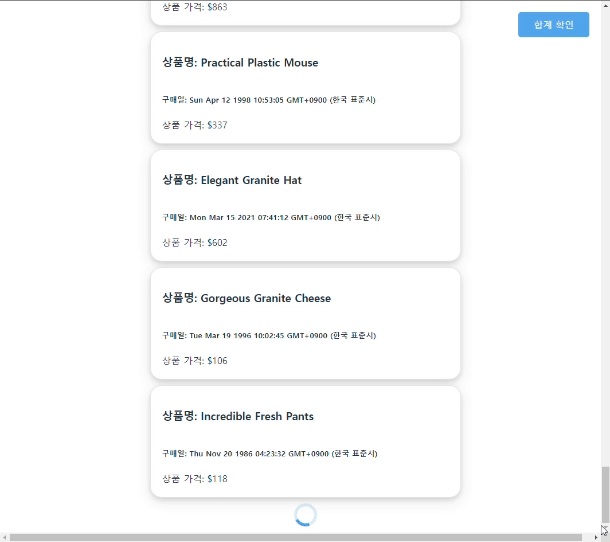 상품 가격: $863
합계 확인
상품명: Practical Plastic Mouse
구매일: Sun Apr 12 1998 10:53:05 GMT+0900 (한국 표준시)
상품 가격: $337
상품명: Elegant Granite Hat
구매일: Mon Mar 15 2021 07:41:12 GMT+0900 (한국 표준시)
상품 가격: $602
상품명: Gorgeous Granite Cheese
구매일: Tue Mar 19 1996 10:02:45 GMT+0900 (한국 표준시)
상품 가격: $106
상품명: Incredible Fresh Pants
구매일: Thu Nov 20 1986 04:23:32 GMT+0900 (한국 표준시)
상품 가격: $118